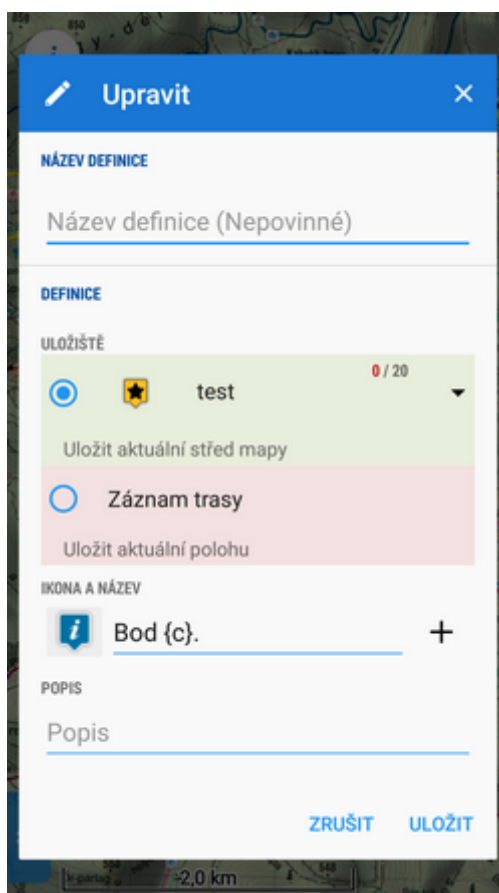 Upravit
NÁZEV DEFINICE
Název definice (Nepovinné)
DEFINICE
ULOŽIŠTĚ
0 / 20
test
Uložit aktuální střed mapy
Záznam trasy
Uložit aktuální polohu
IKONA A NÁZEV
i Bod {c}. +
POPIS
Popis
ZRUŠIT ULOŽIT
2,0 km